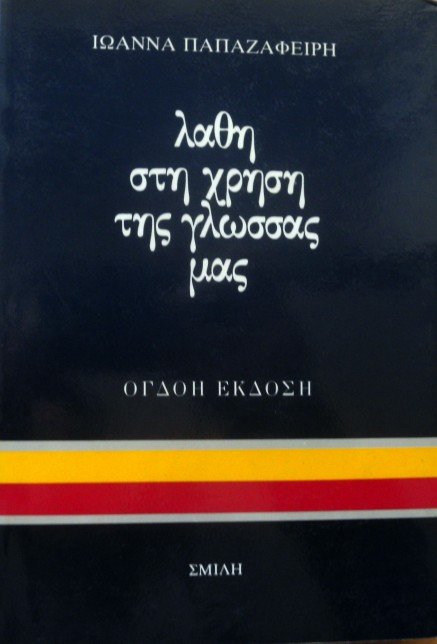 ΙΩΑΝΝΑ ΠΑΠΑΖΑΦΕΙΡΗ
λαθη
στη χρηση
της γλωσσας
μας
ΟΓΔΟΗ ΕΚΔΟΣΗ
ΣΜΙΛΗ